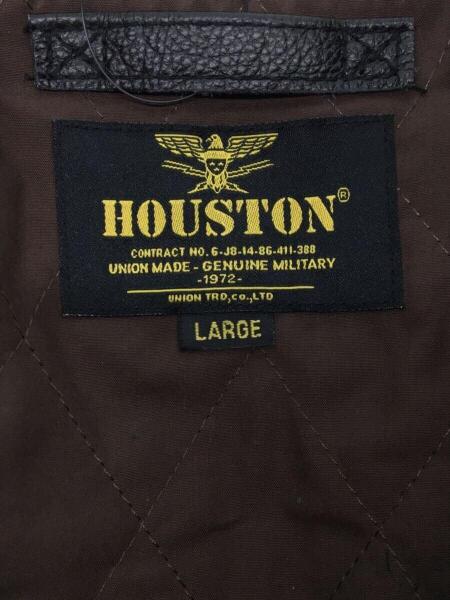 HOUSTON®
CONTRACT NO. 6-J8-14-86-411-388
UNION MADE - GENUINE MILITARY
-1972-
UNION TRD,CO.,LTD
LARGE